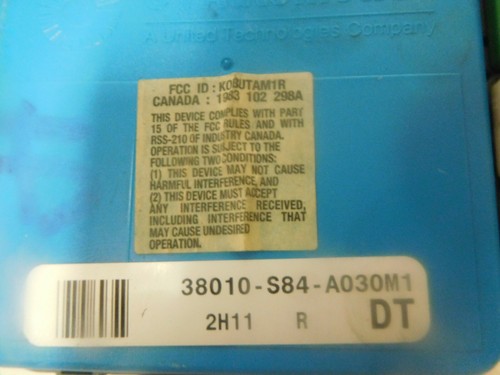 A United Technologies Company
FCC ID : KOBUTAM1R
CANADA : 1983 102 298A
THIS DEVICE COMPLIES WITH PART
15 OF THE FCC RULES AND WITH
RSS-210 OF INDUSTRY CANADA.
OPERATION IS SUBJECT TO THE
FOLLOWING TWO CONDITIONS:
(1) THIS DEVICE MAY NOT CAUSE
HARMFUL INTERFERENCE, AND
(2) THIS DEVICE MUST ACCEPT
ANY INTERFERENCE RECEIVED,
INCLUDING INTERFERENCE THAT
MAY CAUSE UNDESIRED
OPERATION.
38010-S84-A030M1
2H11 R DT